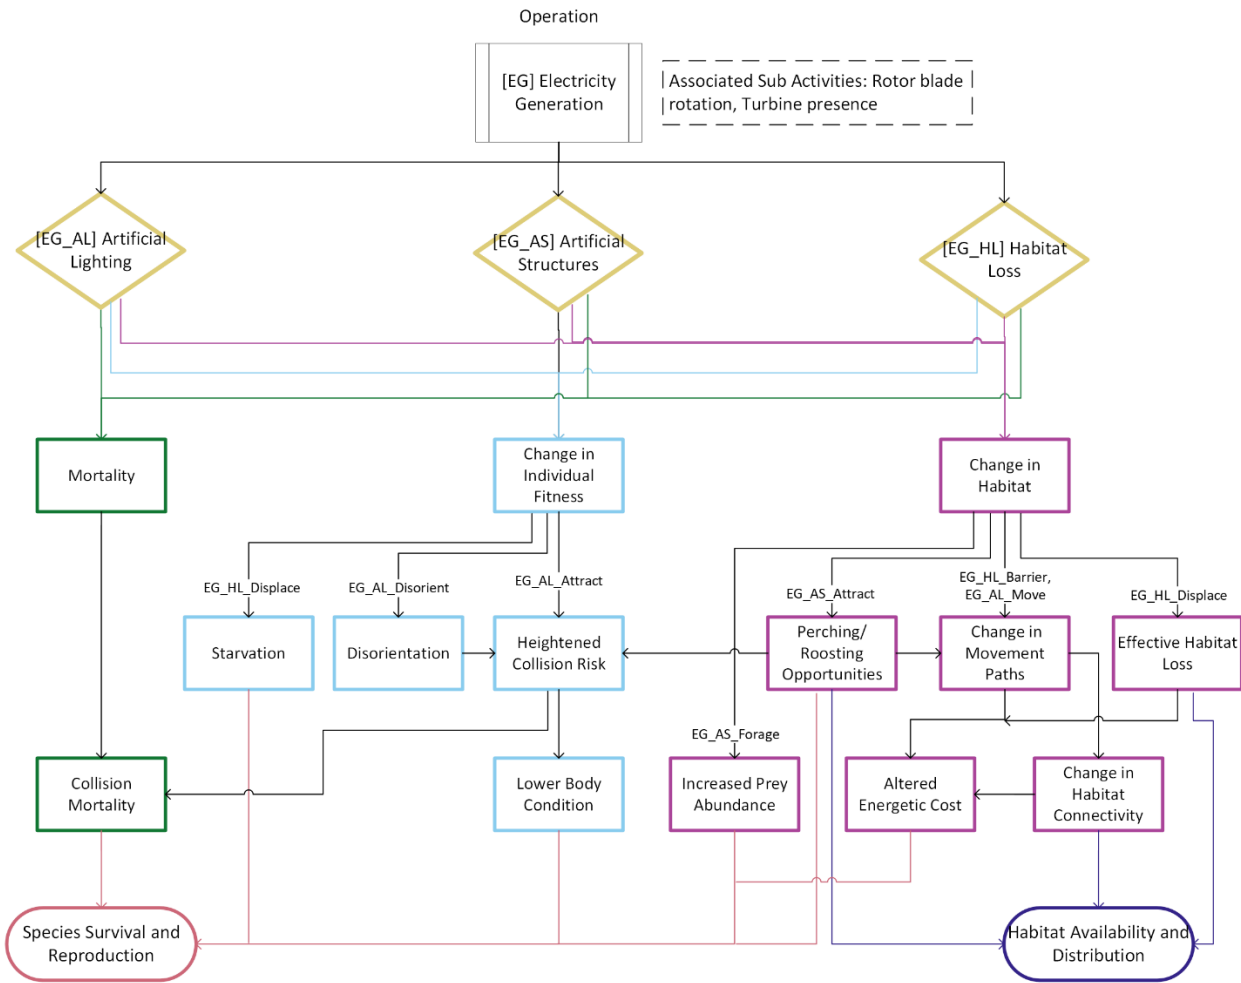 Operation
[EG] Electricity
Generation
Associated Sub Activities: Rotor blade
rotation, Turbine presence
[EG_AL] Artificial
Lighting
[EG_AS] Artificial
Structures
[EG_HL] Habitat
Loss
Mortality
Change in
Individual
Fitness
Change in
Habitat
EG_HL_Displace
EG_AL_Disorient
EG_AL_Attract
EG_AS_Attract
EG_HL_Barrier,
EG_AL_Move
EG_HL_Displace
Starvation
Disorientation
Heightened
Collision Risk
Perching/
Roosting
Opportunities
Change in
Movement
Paths
Effective Habitat
Loss
EG_AS_Forage
Collision
Mortality
Lower Body
Condition
Increased Prey
Abundance
Altered
Energetic Cost
Change in
Habitat
Connectivity
Species Survival and
Reproduction
Habitat Availability and
Distribution